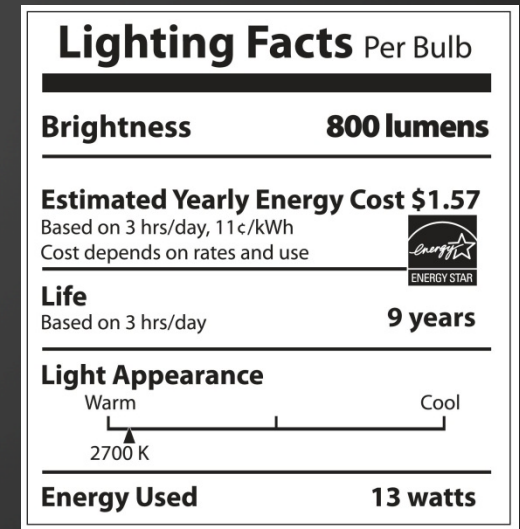 Lighting Facts Per Bulb
Brightness 800 lumens
Estimated Yearly Energy Cost $1.57
Based on 3 hrs/day, 11¢/kWh
Cost depends on rates and use
energy
ENERGY STAR
Life
Based on 3 hrs/day 9 years
Light Appearance
Warm Cool
2700 K
Energy Used 13 watts